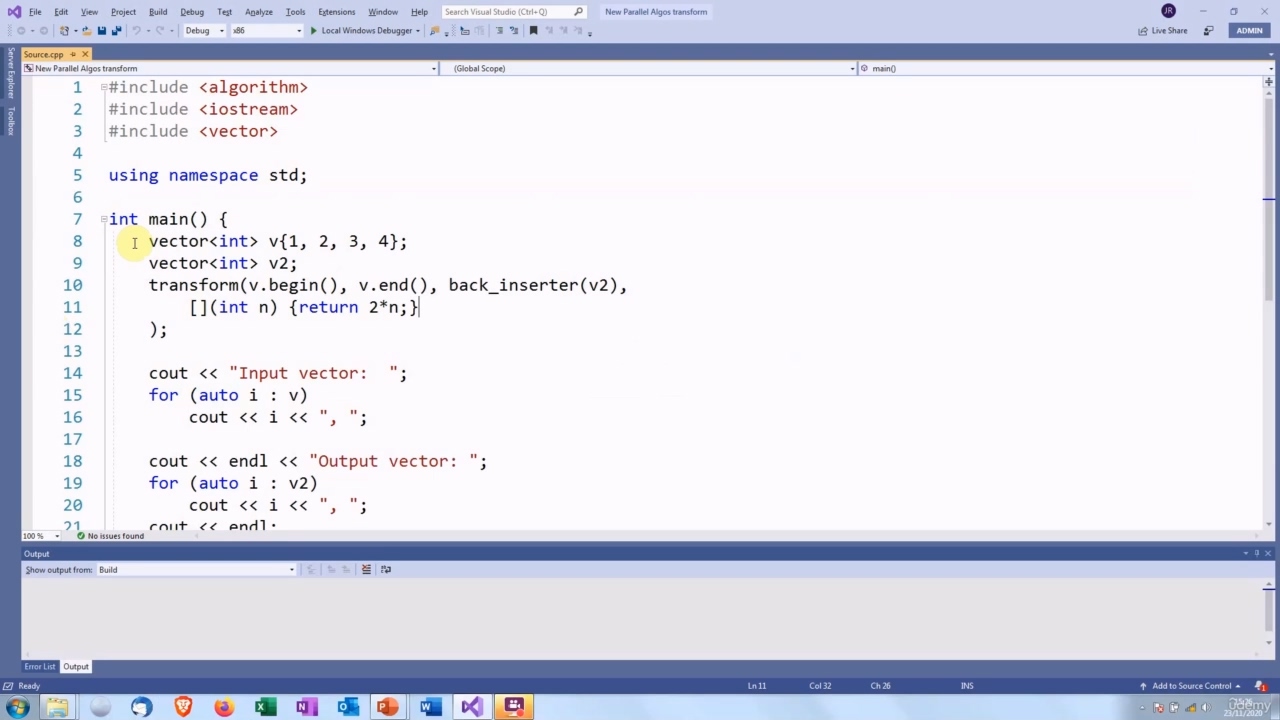 File Edit View Project Build Debug Test Analyze Tools Extensions Window Help Search Visual Studio (Ctrl+Q) New Parallel Algos transform JR
Debug x86 Local Windows Debugger Live Share ADMIN
Server Explorer
Toolbox
Source.cpp
New Parallel Algos transform (Global Scope) main()
1 #include <algorithm>
2 #include <iostream>
3 #include <vector>
4
5 using namespace std;
6
7 int main() {
8 vector<int> v{1, 2, 3, 4};
9 vector<int> v2;
10 transform(v.begin(), v.end(), back_inserter(v2),
11 [](int n) {return 2*n;}
12 );
13
14 cout << "Input vector:  ";
15 for (auto i : v)
16 cout << i << ", ";
17
18 cout << endl << "Output vector: ";
19 for (auto i : v2)
20 cout << i << ", ";
21 cout << endl;
100 % No issues found
Output
Show output from: Build
Error List Output
Ready Ln 11 Col 32 Ch 26 INS Add to Source Control 1
udemy
23/11/2020